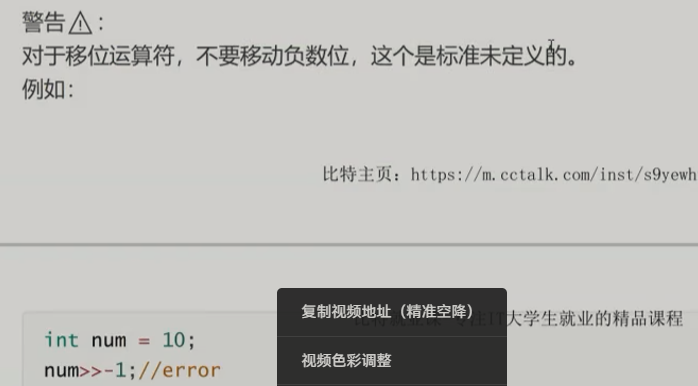 警告⚠：
对于移位运算符，不要移动负数位，这个是标准未定义的。
例如：
比特主页：https://m.cctalk.com/inst/s9yewh
复制视频地址（精准空降）
大学生就业的精品课程
int num = 10;
视频色彩调整
num>>-1;//error